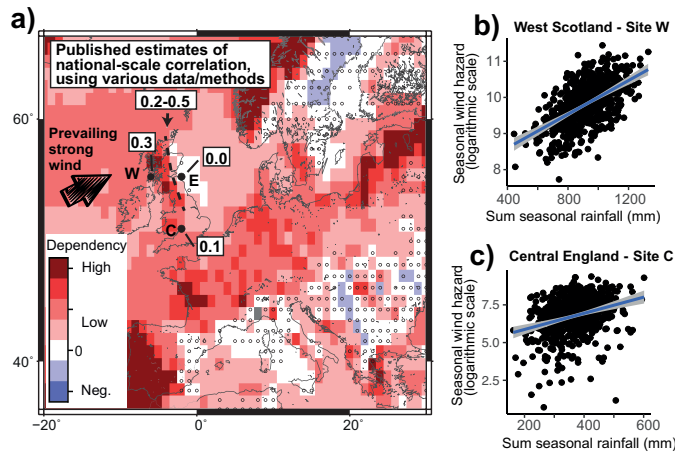 a)
Published estimates of
national-scale correlation,
using various data/methods
0.2-0.5
60°
Prevailing
strong
wind
0.3
0.0
W
E
C
0.1
Dependency
High
Low
0
Neg.
40°
−20°
0°
20°
b)
West Scotland - Site W
Seasonal wind hazard
(logarithmic scale)
11
10
9
8
400
800
1200
Sum seasonal rainfall (mm)
c)
Central England - Site C
Seasonal wind hazard
(logarithmic scale)
7.5
5.0
2.5
200
400
600
Sum seasonal rainfall (mm)